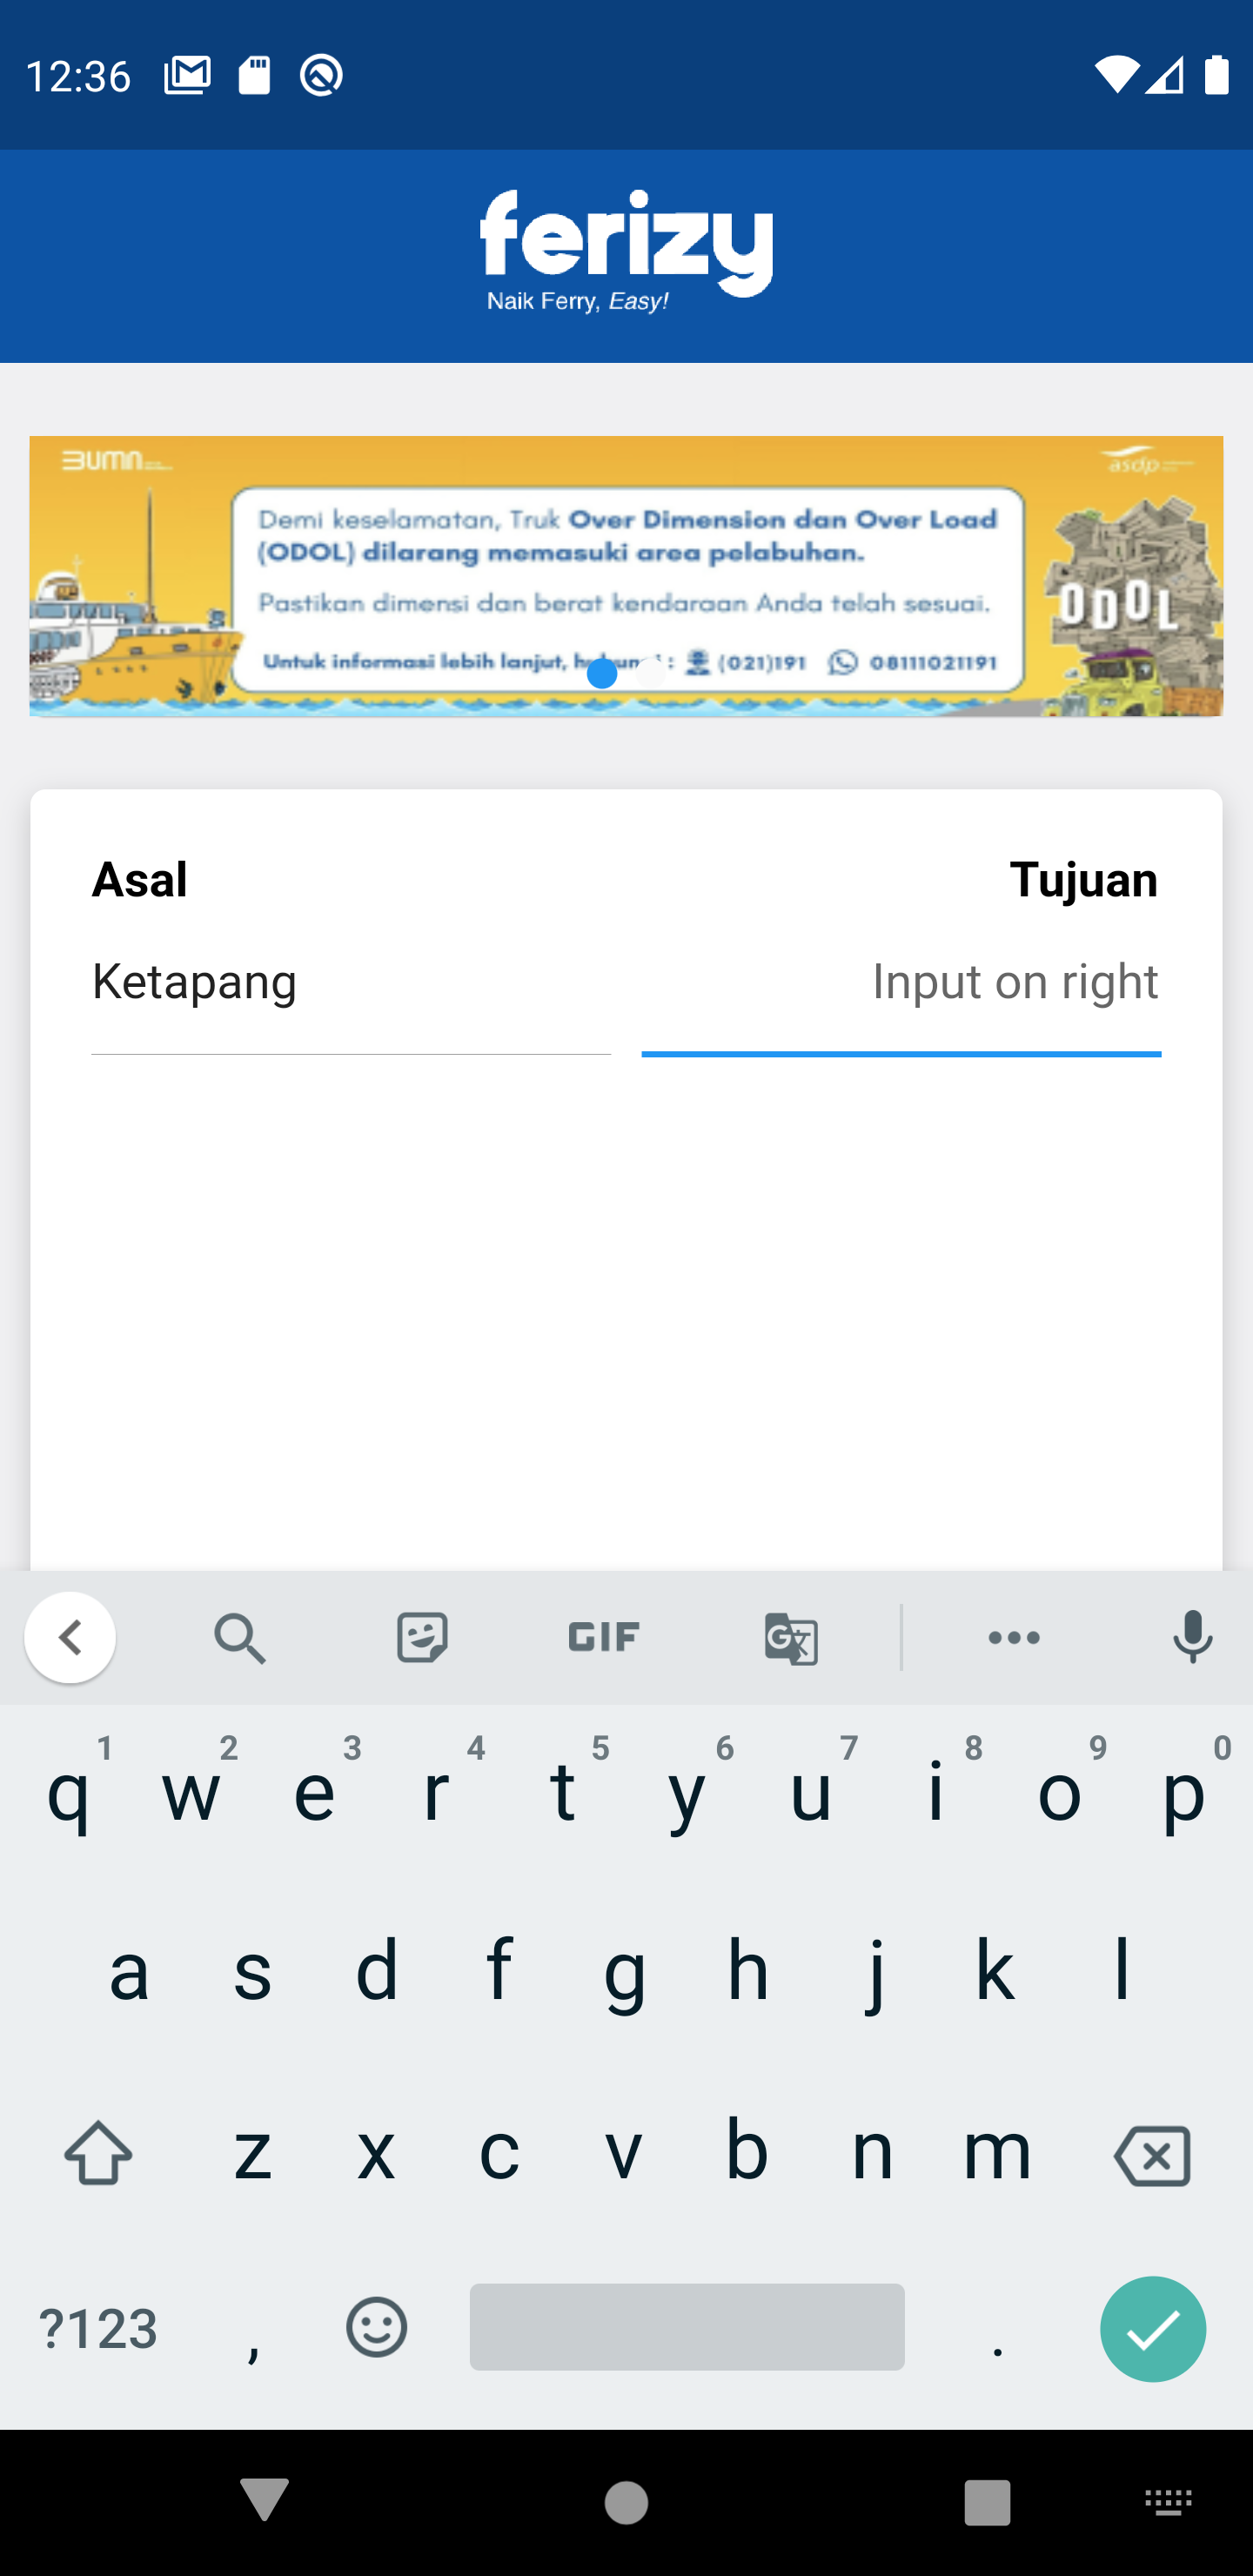 12:36
ferizy
Naik Ferry, Easy!
BUMN
asdp
Demi keselamatan, Truk Over Dimension dan Over Load
(ODOL) dilarang memasuki area pelabuhan.
Pastikan dimensi dan berat kendaraan Anda telah sesuai.
Untuk informasi lebih lanjut, : (021)191 08111021191
ODOL
Asal Tujuan
Ketapang Input on right
GIF
1 2 3 4 5 6 7 8 9 0
q w e r t y u i o p
a s d f g h j k l
z x c v b n m
?123 , .